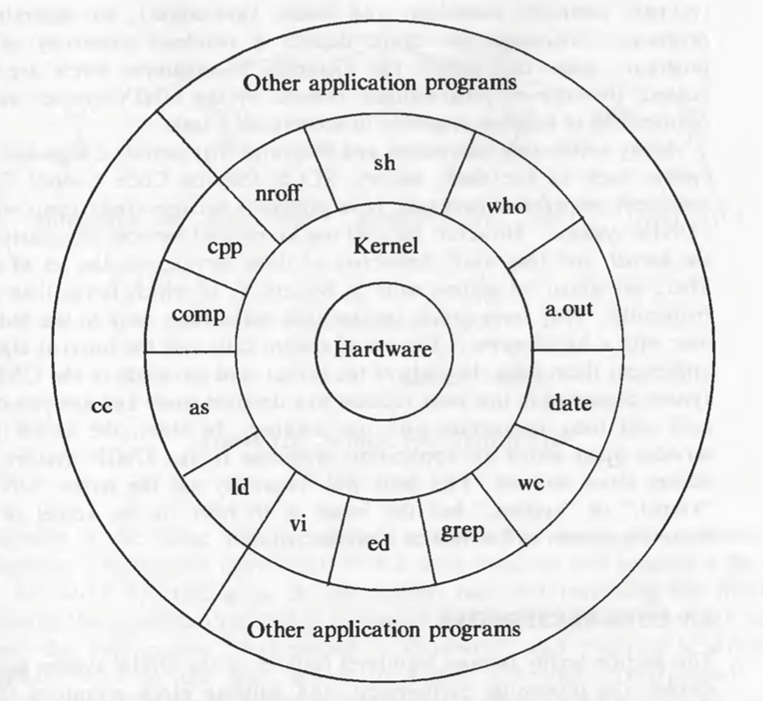 Other application programs
sh
nroff
who
cpp
Kernel
comp
a.out
Hardware
cc
as
date
ld
wc
vi
ed
grep
Other application programs